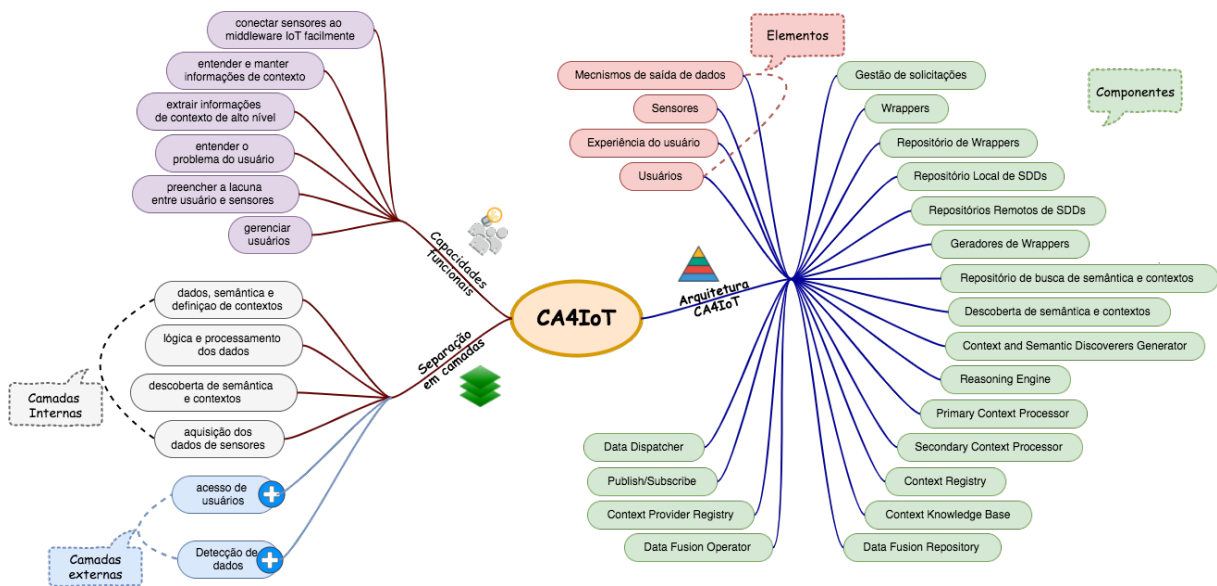 conectar sensores ao
middleware IoT facilmente
entender e manter
informações de contexto
extrair informações
de contexto de alto nível
entender o
problema do usuário
preencher a lacuna
entre usuário e sensores
gerenciar
usuários
Capacidades
funcionais
dados, semântica e
definiçao de contextos
lógica e processamento
dos dados
descoberta de semântica
e contextos
aquisição dos
dados de sensores
Camadas
Internas
acesso de
usuários
Detecção de
dados
Camadas
externas
Separação
em camadas
CA4IoT
Arquitetura
CA4IoT
Elementos
Mecnismos de saída de dados
Sensores
Experiência do usuário
Usuários
Componentes
Gestão de solicitações
Wrappers
Repositório de Wrappers
Repositório Local de SDDs
Repositórios Remotos de SDDs
Geradores de Wrappers
Repositório de busca de semântica e contextos
Descoberta de semântica e contextos
Context and Semantic Discoverers Generator
Reasoning Engine
Primary Context Processor
Secondary Context Processor
Context Registry
Context Knowledge Base
Data Fusion Repository
Data Dispatcher
Publish/Subscribe
Context Provider Registry
Data Fusion Operator